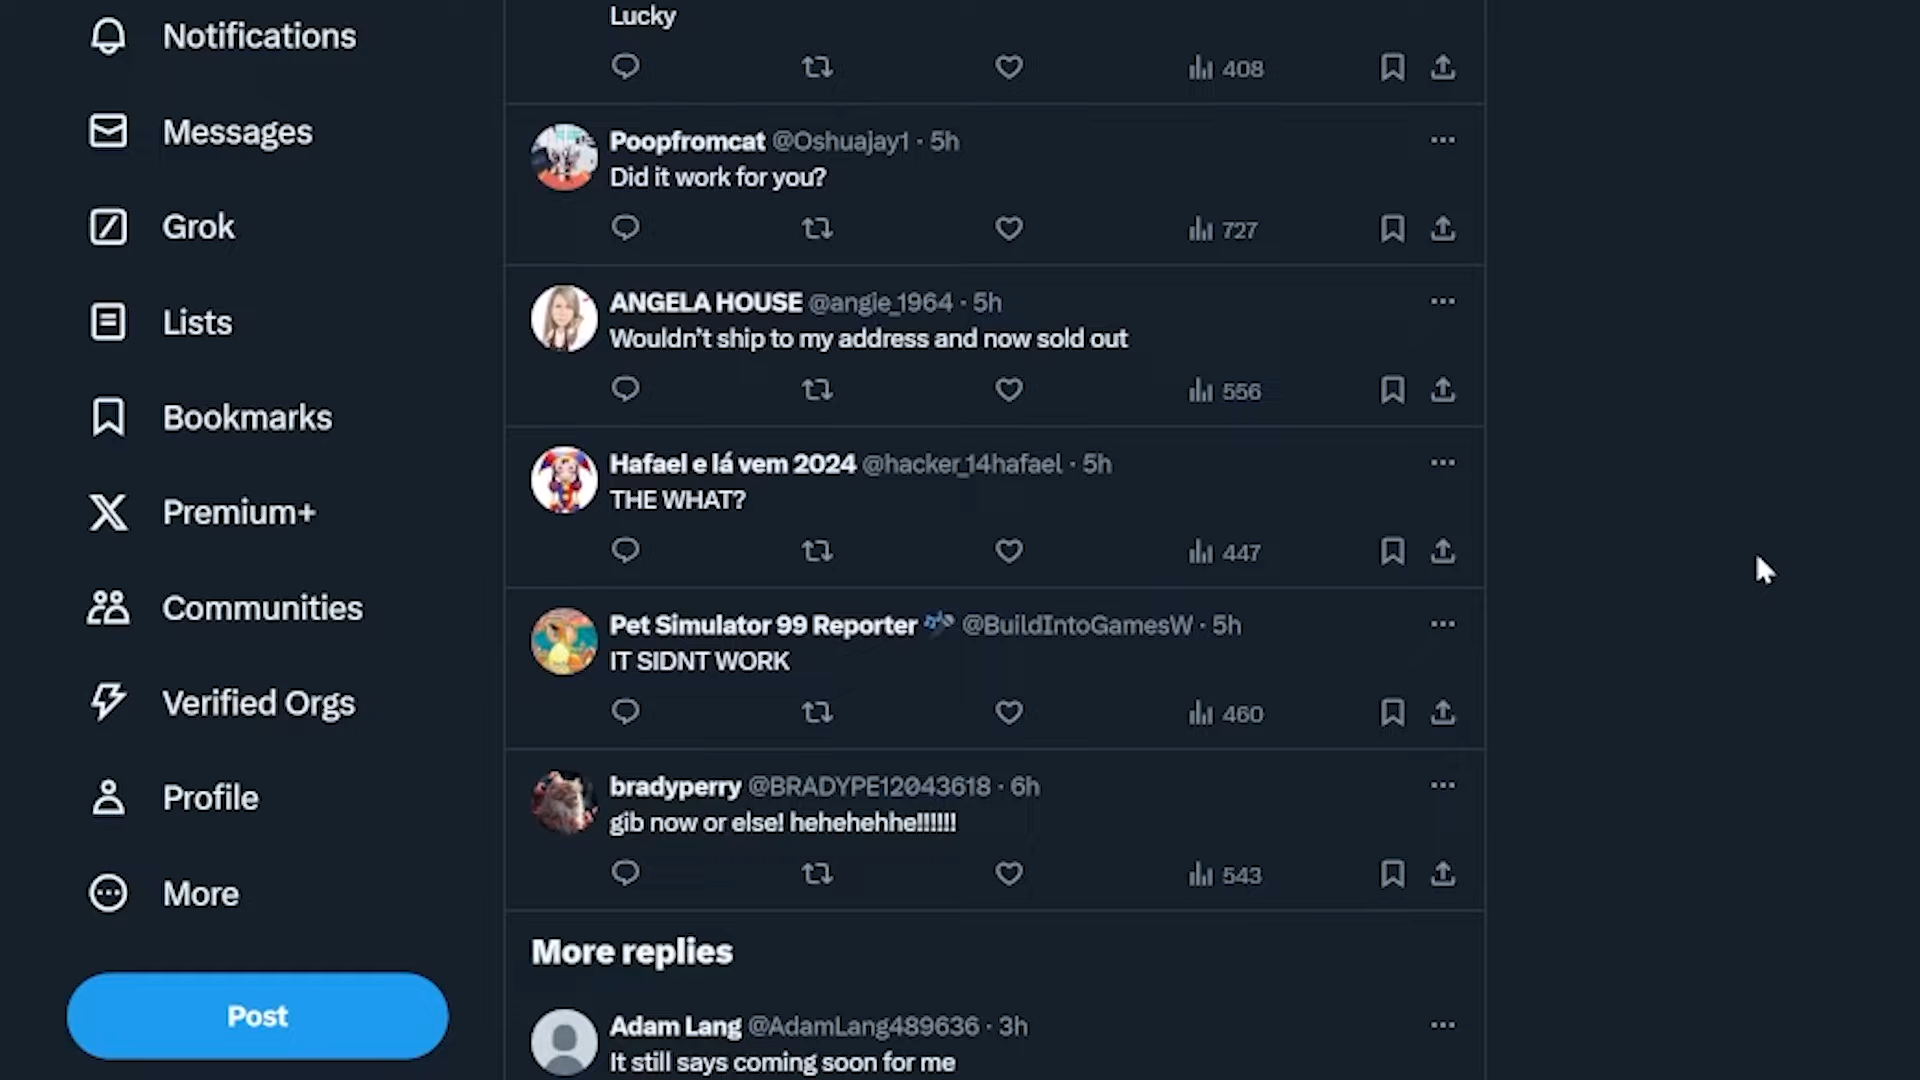 Notifications
Messages
Grok
Lists
Bookmarks
Premium+
Communities
Verified Orgs
Profile
More
Post
Lucky
408
Poopfromcat @Oshuajay1 · 5h
Did it work for you?
727
ANGELA HOUSE @angie_1964 · 5h
Wouldn't ship to my address and now sold out
556
Hafael e lá vem 2024 @hacker_14hafael · 5h
THE WHAT?
447
Pet Simulator 99 Reporter @BuildIntoGamesW · 5h
IT SIDNT WORK
460
bradyperry @BRADYPE12043618 · 6h
gib now or else! hehehehhe!!!!!!
543
More replies
Adam Lang @AdamLang489636 · 3h
It still says coming soon for me